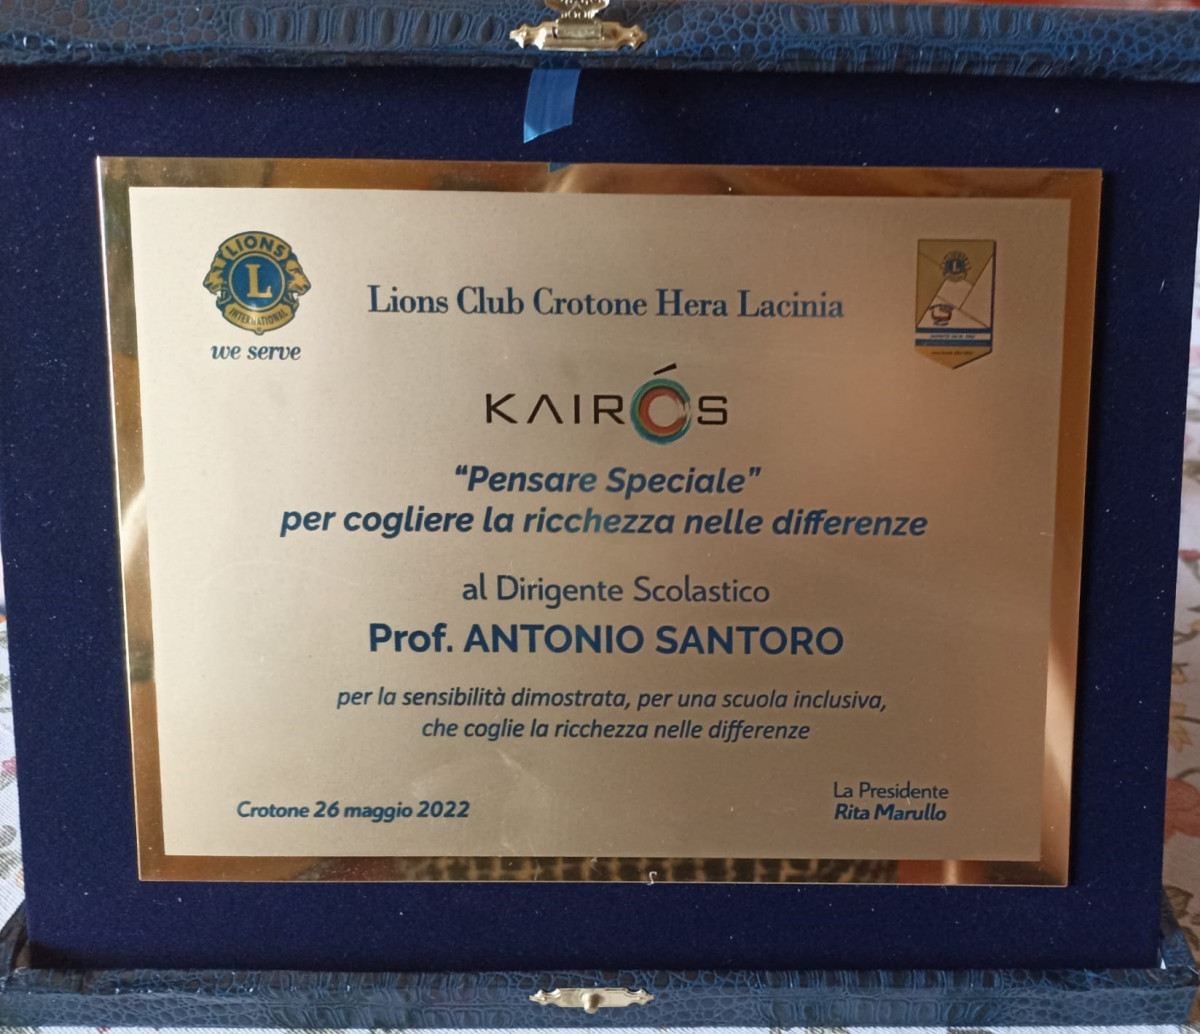 LIONS
L
INTERNATIONAL
we serve
Lions Club Crotone Hera Lacinia
KAIRÓS
“Pensare Speciale”
per cogliere la ricchezza nelle differenze
al Dirigente Scolastico
Prof. ANTONIO SANTORO
per la sensibilità dimostrata, per una scuola inclusiva,
che coglie la ricchezza nelle differenze
Crotone 26 maggio 2022
La Presidente
Rita Marullo